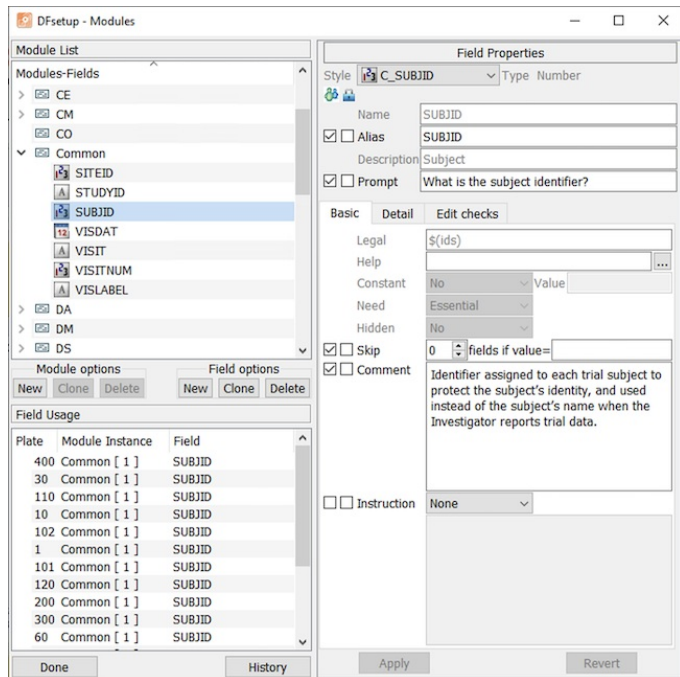 DFsetup - Modules
Module List
Modules-Fields
CE
CM
CO
Common
SITEID
STUDYID
SUBJID
VISDAT
VISIT
VISITNUM
VISLABEL
DA
DM
DS
Module options
Field options
New Clone Delete
New Clone Delete
Field Usage
Plate Module Instance Field
400 Common [ 1 ] SUBJID
30 Common [ 1 ] SUBJID
110 Common [ 1 ] SUBJID
10 Common [ 1 ] SUBJID
102 Common [ 1 ] SUBJID
1 Common [ 1 ] SUBJID
101 Common [ 1 ] SUBJID
120 Common [ 1 ] SUBJID
200 Common [ 1 ] SUBJID
300 Common [ 1 ] SUBJID
60 Common [ 1 ] SUBJID
Done History
Field Properties
Style C_SUBJID Type Number
Name SUBJID
Alias SUBJID
Description Subject
Prompt What is the subject identifier?
Basic Detail Edit checks
Legal $(ids)
Help ...
Constant No Value
Need Essential
Hidden No
Skip 0 fields if value=
Comment Identifier assigned to each trial subject to
protect the subject's identity, and used
instead of the subject's name when the
Investigator reports trial data.
Instruction None
Apply Revert